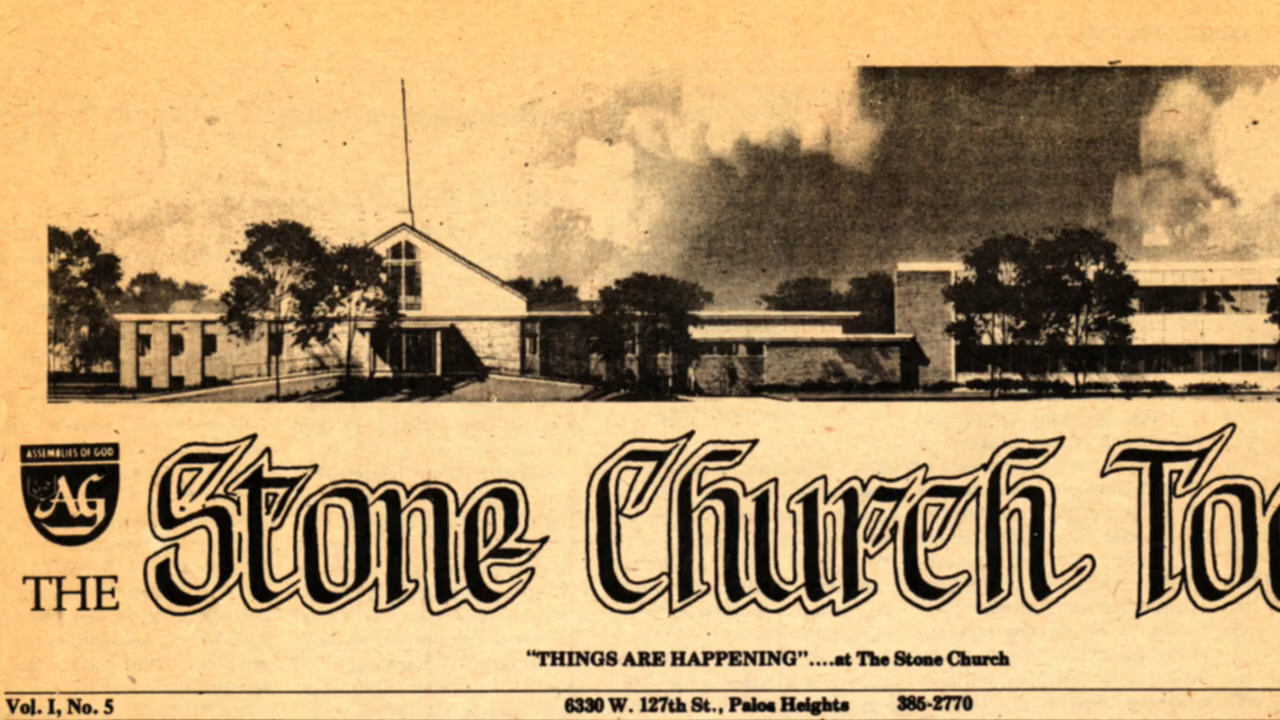 ASSEMBLIES OF GOD
AG
THE Stone Church
"THINGS ARE HAPPENING"....at The Stone Church
Vol. I, No. 5 6330 W. 127th St., Palos Heights 385-2770